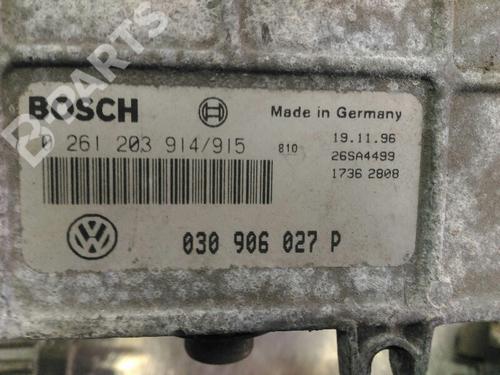 B-PARTS
BOSCH
Made in Germany
0 261 203 914/915
810
19.11.96
26SA4499
1736 2808
030 906 027 P